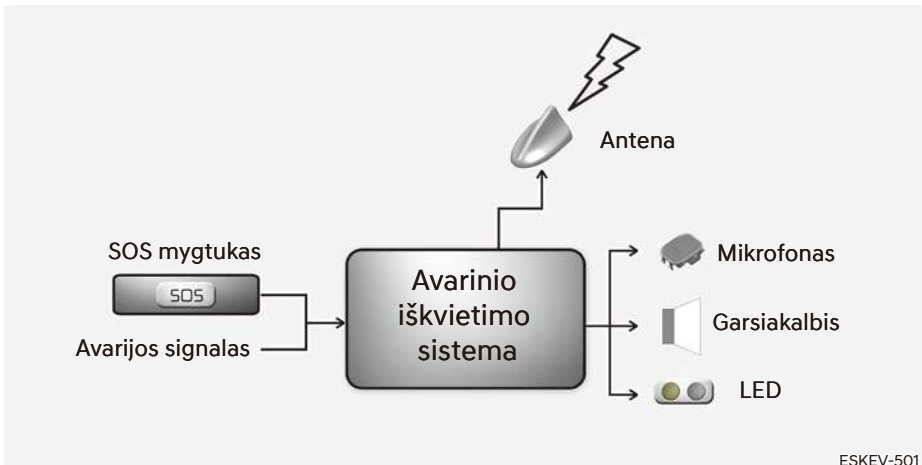 Antena
SOS mygtukas
SOS
Avarijos signalas
Avarinio
iškvietimo
sistema
Mikrofonas
Garsiakalbis
LED
ESKEV-501